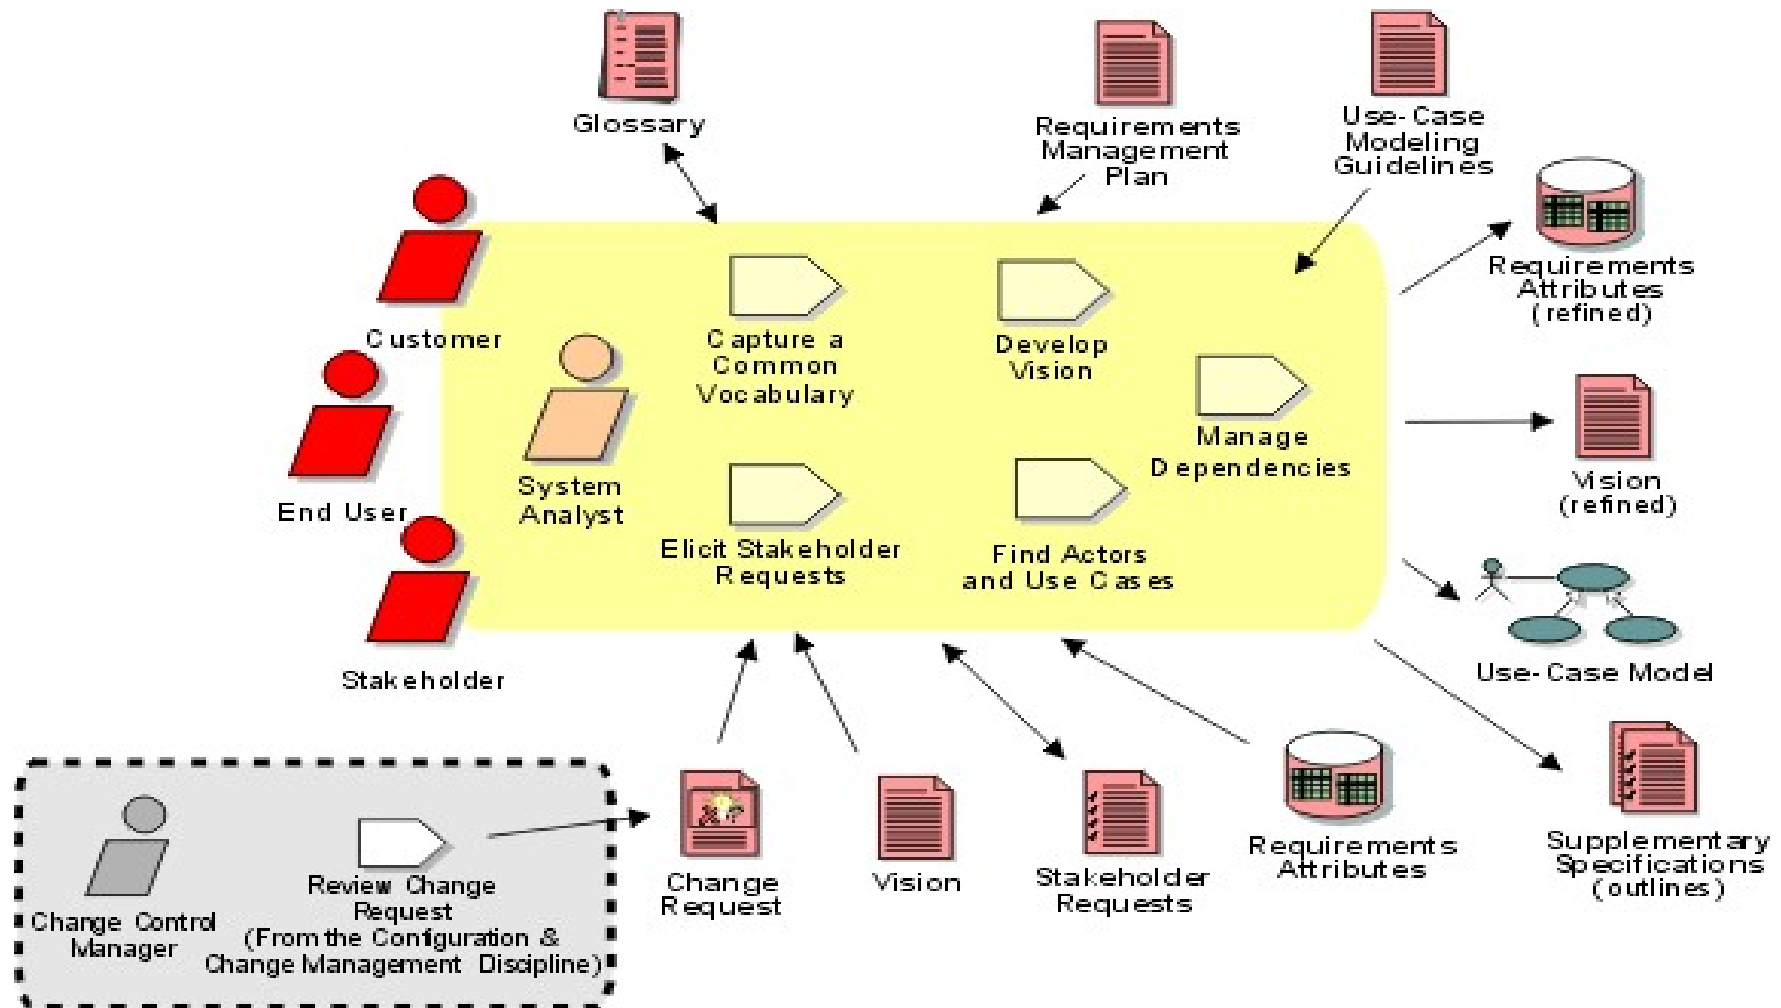 Glossary
Requirements
Management
Plan
Use-Case
Modeling
Guidelines
Requirements
Attributes
(refined)
Customer
Capture a
Common
Vocabulary
Develop
Vision
Manage
Dependencies
End User
System
Analyst
Vision
(refined)
Elicit Stakeholder
Requests
Find Actors
and Use Cases
Stakeholder
Use-Case Model
Change Control
Manager
Review Change
Request
(From the Configuration &
Change Management Discipline)
Change
Request
Vision
Stakeholder
Requests
Requirements
Attributes
Supplementary
Specifications
(outlines)